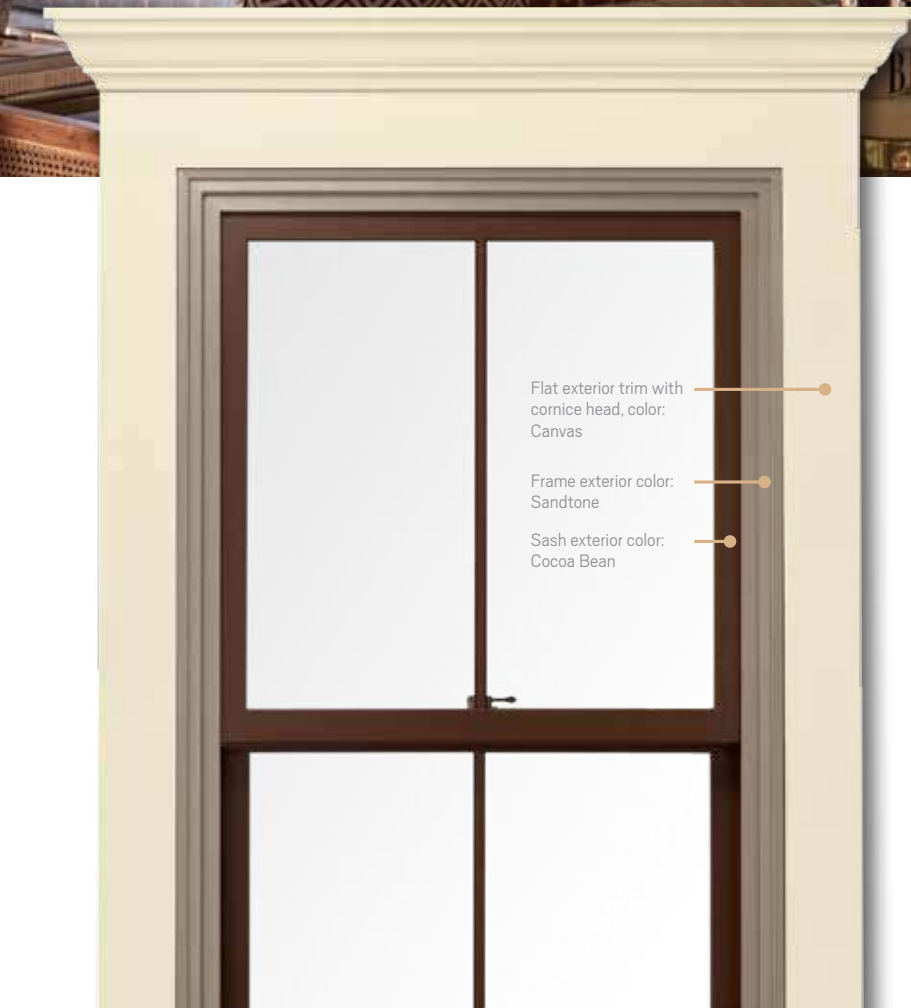 Flat exterior trim with
cornice head, color:
Canvas
Frame exterior color:
Sandtone
Sash exterior color:
Cocoa Bean